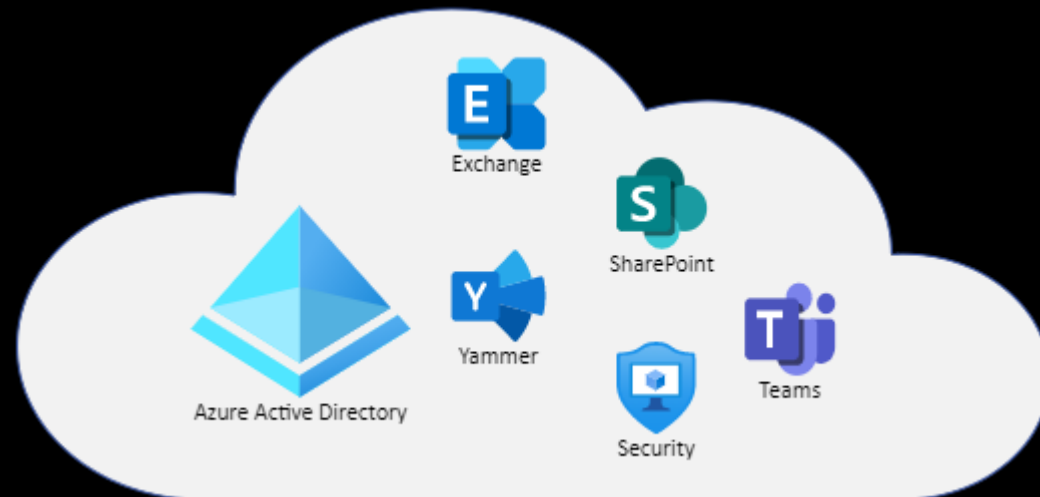 E
Exchange
S
SharePoint
Y
Yammer
T
Teams
Azure Active Directory
Security